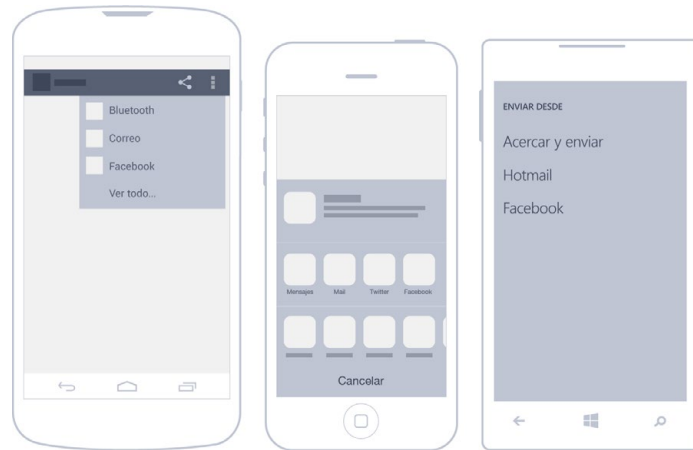 Bluetooth
Correo
Facebook
Ver todo...
Mensajes Mail Twitter Facebook
Cancelar
ENVIAR DESDE
Acercar y enviar
Hotmail
Facebook